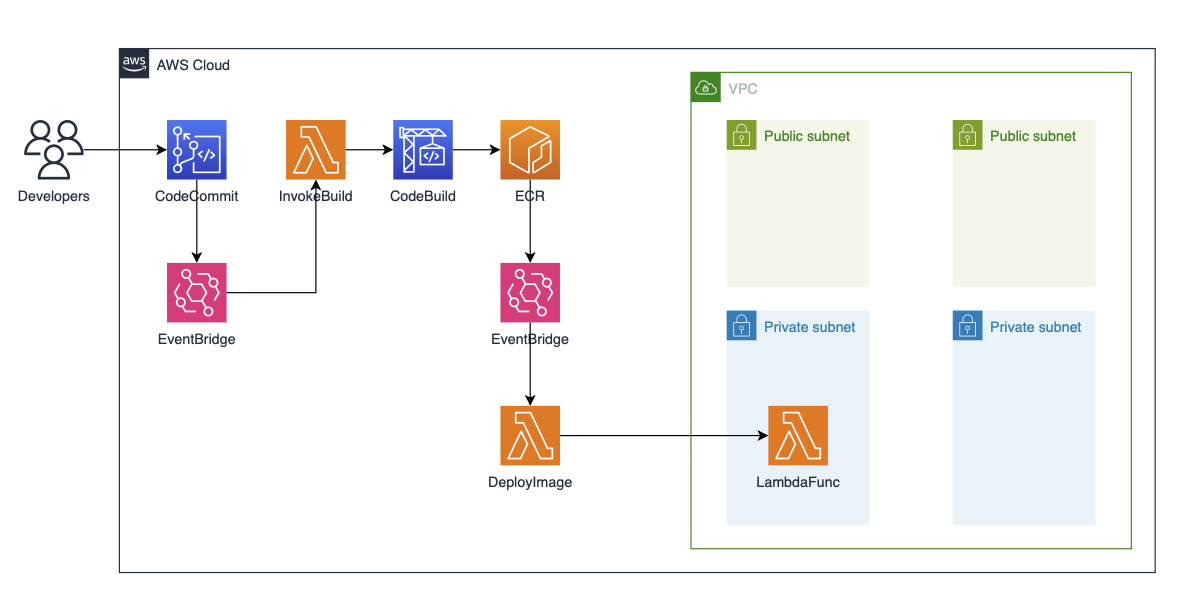 aws
AWS Cloud
VPC
Public subnet
Public subnet
Developers
CodeCommit
InvokeBuild
CodeBuild
ECR
EventBridge
EventBridge
Private subnet
Private subnet
DeployImage
LambdaFunc